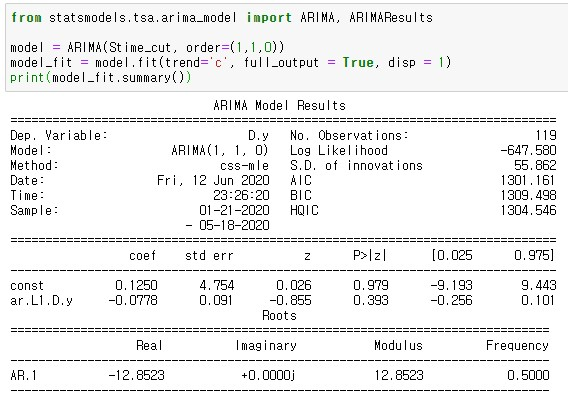 from statsmodels.tsa.arima_model import ARIMA, ARIMAResults
model = ARIMA(Stime_cut, order=(1,1,0))
model_fit = model.fit(trend='c', full_output = True, disp = 1)
print(model_fit.summary())
ARIMA Model Results
==============================================================================
Dep. Variable: D.y No. Observations: 119
Model: ARIMA(1, 1, 0) Log Likelihood -647.580
Method: css-mle S.D. of innovations 55.862
Date: Fri, 12 Jun 2020 AIC 1301.161
Time: 23:26:20 BIC 1309.498
Sample: 01-21-2020 HQIC 1304.546
- 05-18-2020
==============================================================================
coef std err z P>|z| [0.025 0.975]
------------------------------------------------------------------------------
const 0.1250 4.754 0.026 0.979 -9.193 9.443
ar.L1.D.y -0.0778 0.091 -0.855 0.393 -0.256 0.101
Roots
=============================================================================
Real Imaginary Modulus Frequency
-----------------------------------------------------------------------------
AR.1 -12.8523 +0.0000j 12.8523 0.5000
-----------------------------------------------------------------------------